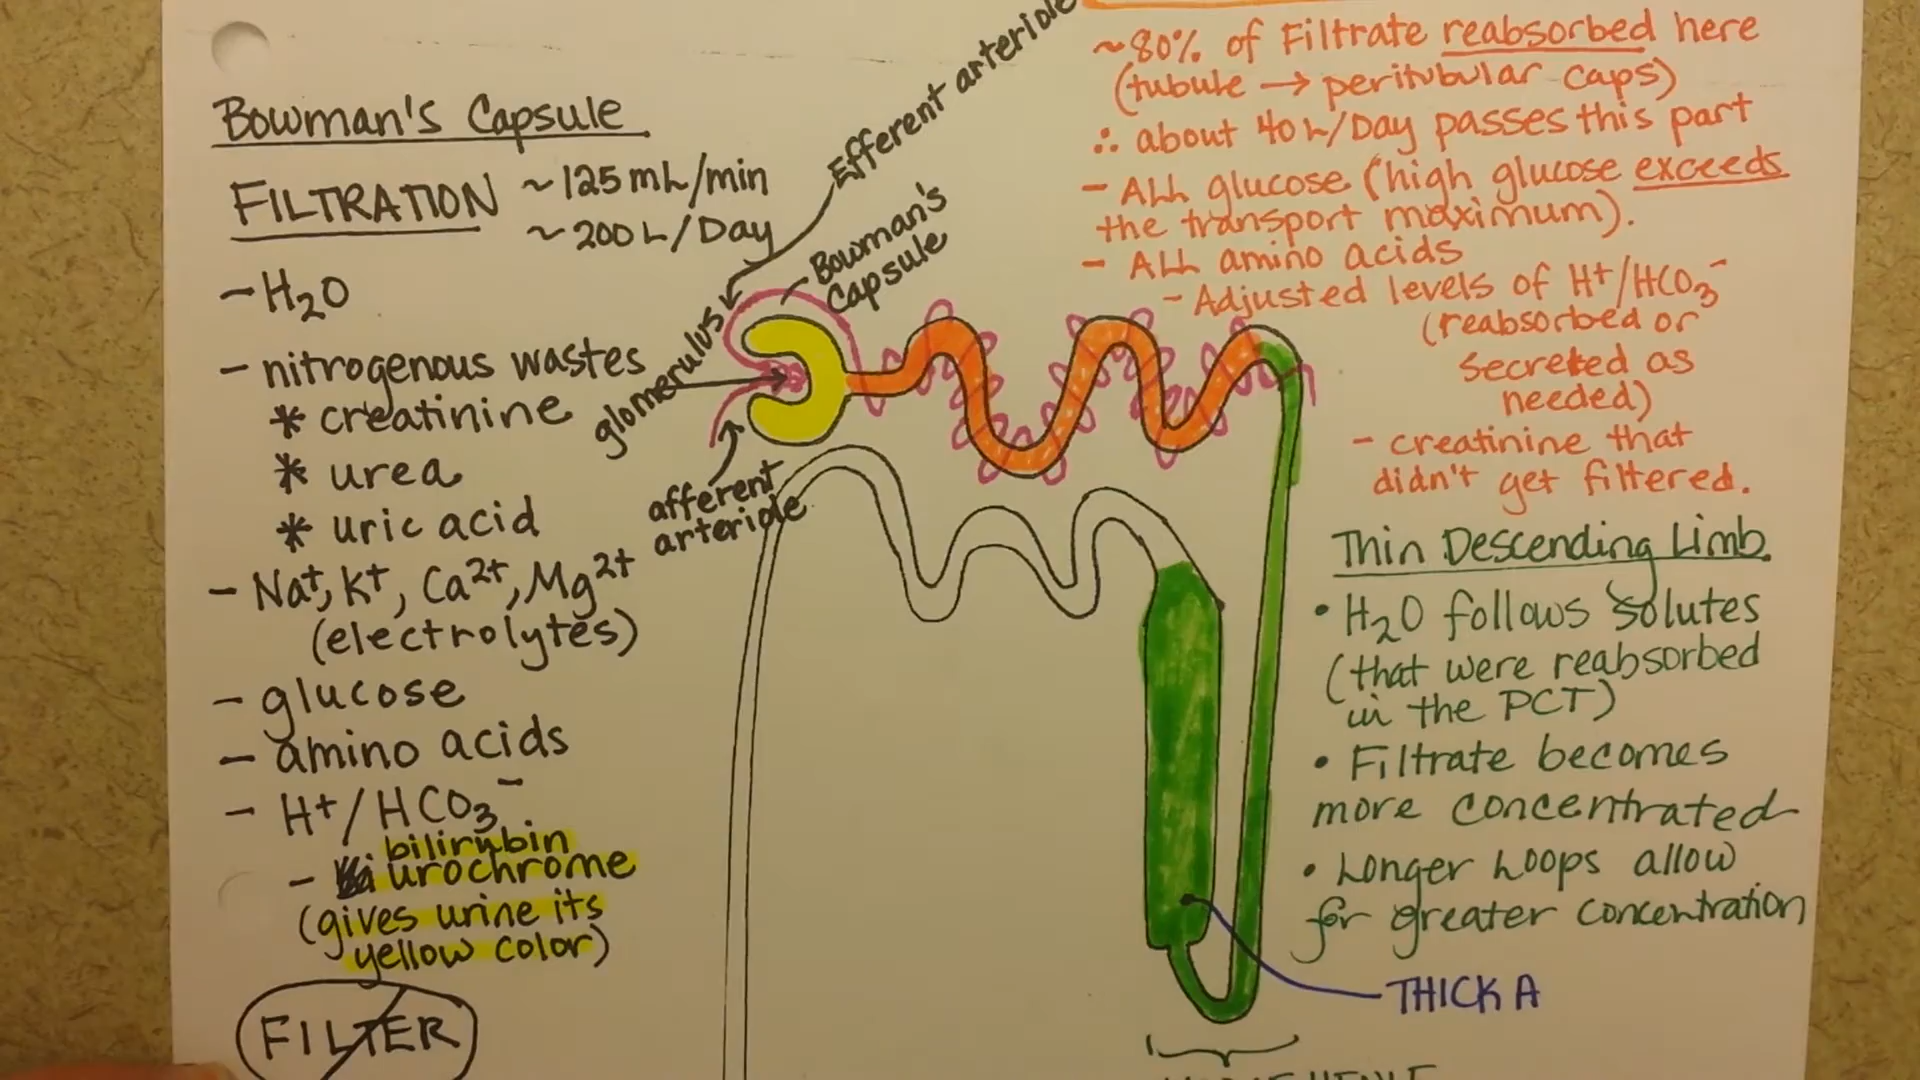 Bowman's Capsule
FILTRATION ~125mL/min
~200L/Day
- H₂O
- nitrogenous wastes
* creatinine
* urea
* uric acid
- Na⁺, K⁺, Ca²⁺, Mg²⁺
(electrolytes)
- glucose
- amino acids
- H⁺/HCO₃⁻
bilirubin
- urochrome
(gives urine its
yellow color)
FILTER
Efferent arteriole
Bowman's
Capsule
glomerulus
afferent
arteriole
~80% of Filtrate reabsorbed here
(tubule → peritubular caps)
∴ about 40L/Day passes this part
- ALL glucose (high glucose exceeds
the transport maximum).
- ALL amino acids
- Adjusted levels of H⁺/HCO₃⁻
(reabsorbed or
secreted as
needed)
- creatinine that
didn't get filtered.
Thin Descending Limb
• H₂O follows solutes
(that were reabsorbed
in the PCT)
• Filtrate becomes
more concentrated
• Longer Loops allow
for greater concentration
THICK A